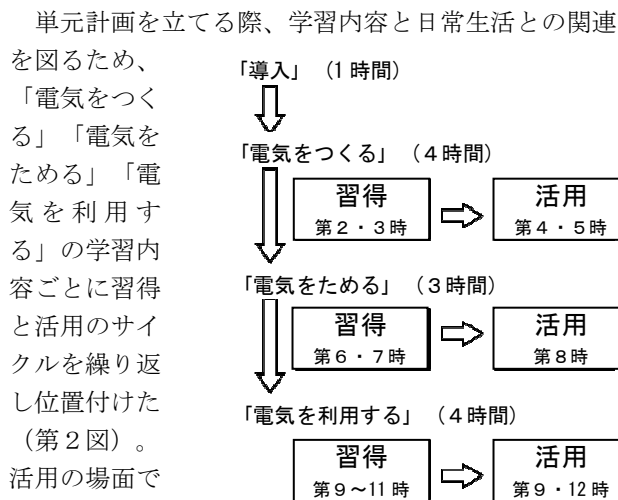 単元計画を立てる際、学習内容と日常生活との関連
を図るため、
「電気をつく
る」「電気を
ためる」「電
気を利用す
る」の学習内
容ごとに習得
と活用のサイ
クルを繰り返
し位置付けた
（第２図）。
活用の場面で
「導入」（１時間）
「電気をつくる」（４時間）
習得
第２・３時
活用
第４・５時
「電気をためる」（３時間）
習得
第６・７時
活用
第８時
「電気を利用する」（４時間）
習得
第９～11時
活用
第９・12時